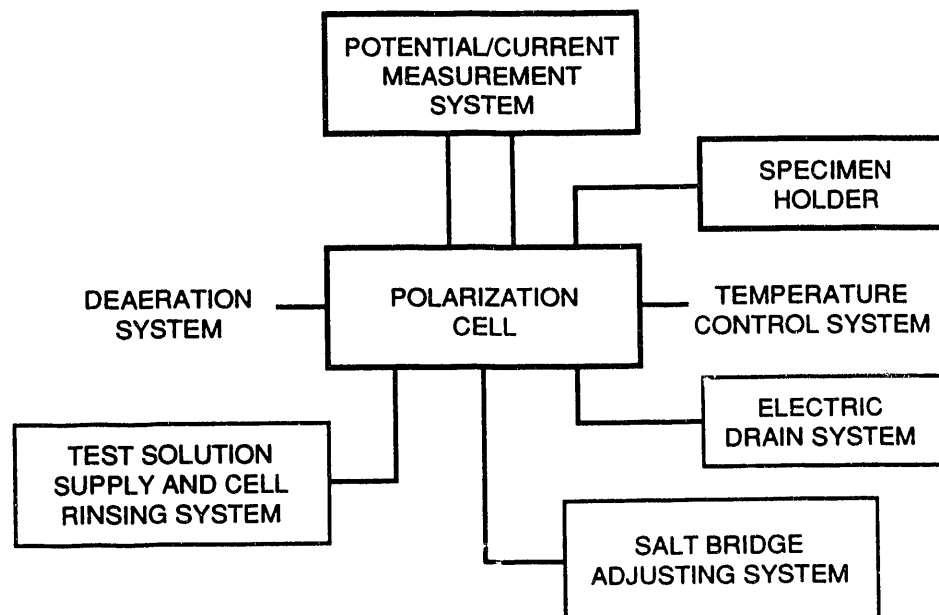 POTENTIAL/CURRENT
MEASUREMENT
SYSTEM
SPECIMEN
HOLDER
DEAERATION
SYSTEM
POLARIZATION
CELL
TEMPERATURE
CONTROL SYSTEM
ELECTRIC
DRAIN SYSTEM
TEST SOLUTION
SUPPLY AND CELL
RINSING SYSTEM
SALT BRIDGE
ADJUSTING SYSTEM